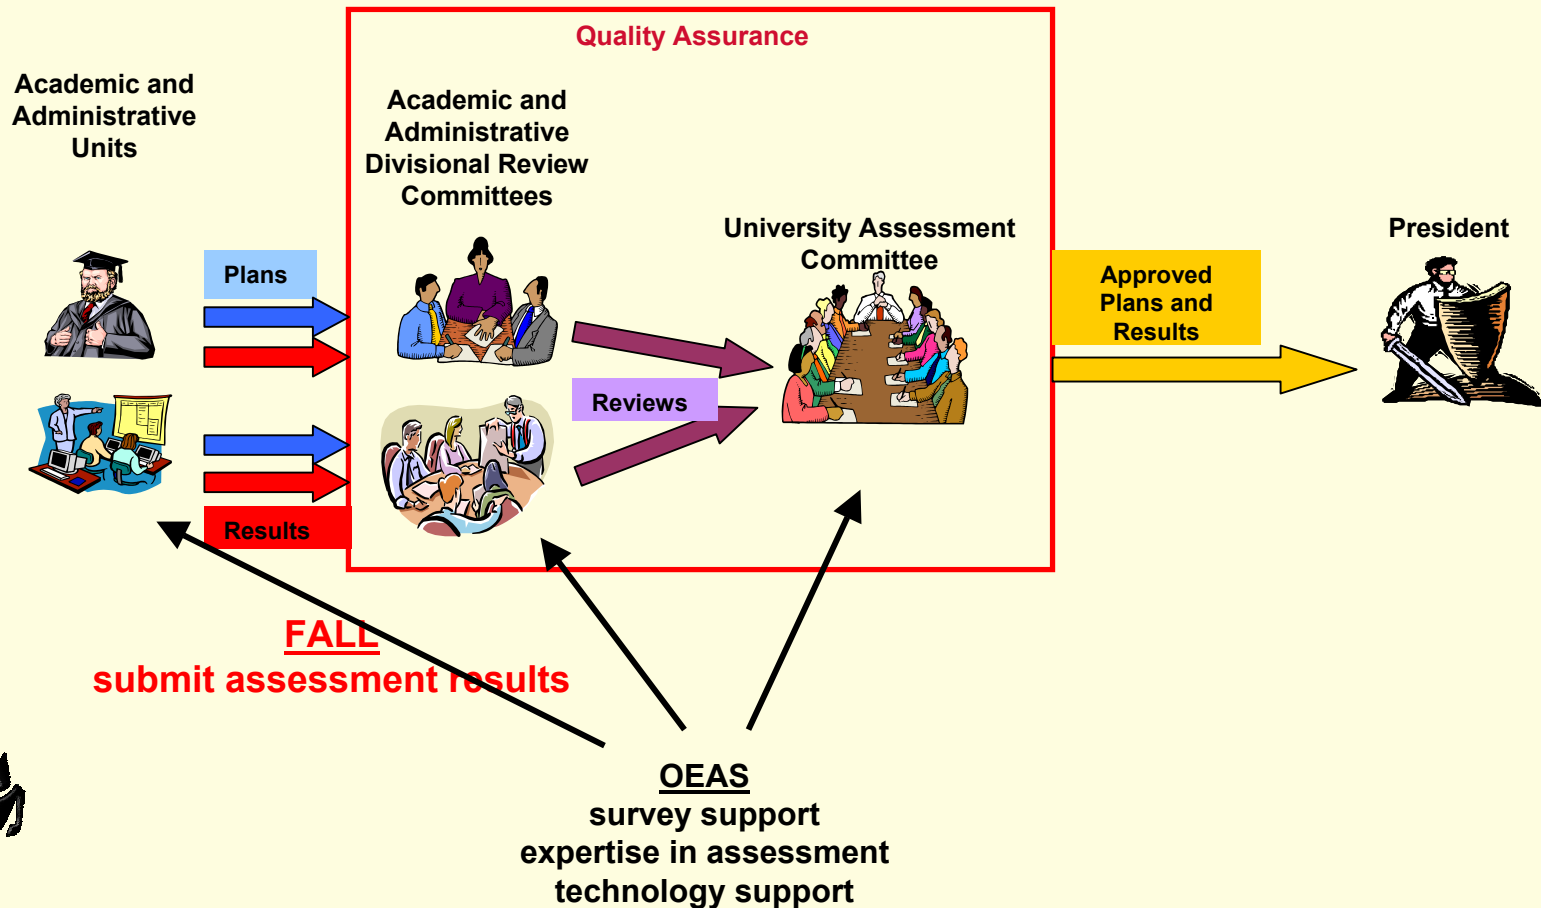 Quality Assurance
Academic and
Administrative
Units
Academic and
Administrative
Divisional Review
Committees
University Assessment
Committee
President
Plans
Approved
Plans and
Results
Reviews
Results
FALL
submit assessment results
OEAS
survey support
expertise in assessment
technology support